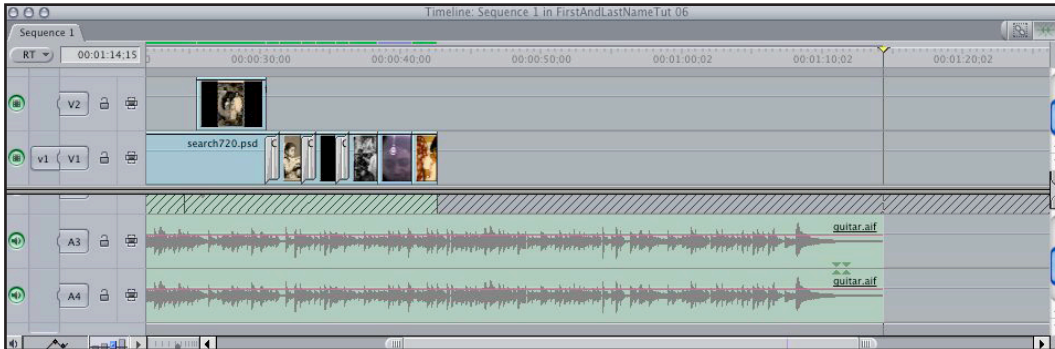 Timeline: Sequence 1 in FirstAndLastNameTut 06
Sequence 1
RT 00:01:14;15
00:00:30;00 00:00:40;00 00:00:50;00 00:01:00;02 00:01:10;02 00:01:20;02
V2
v1 V1 search720.psd
A3 guitar.aif
A4 guitar.aif